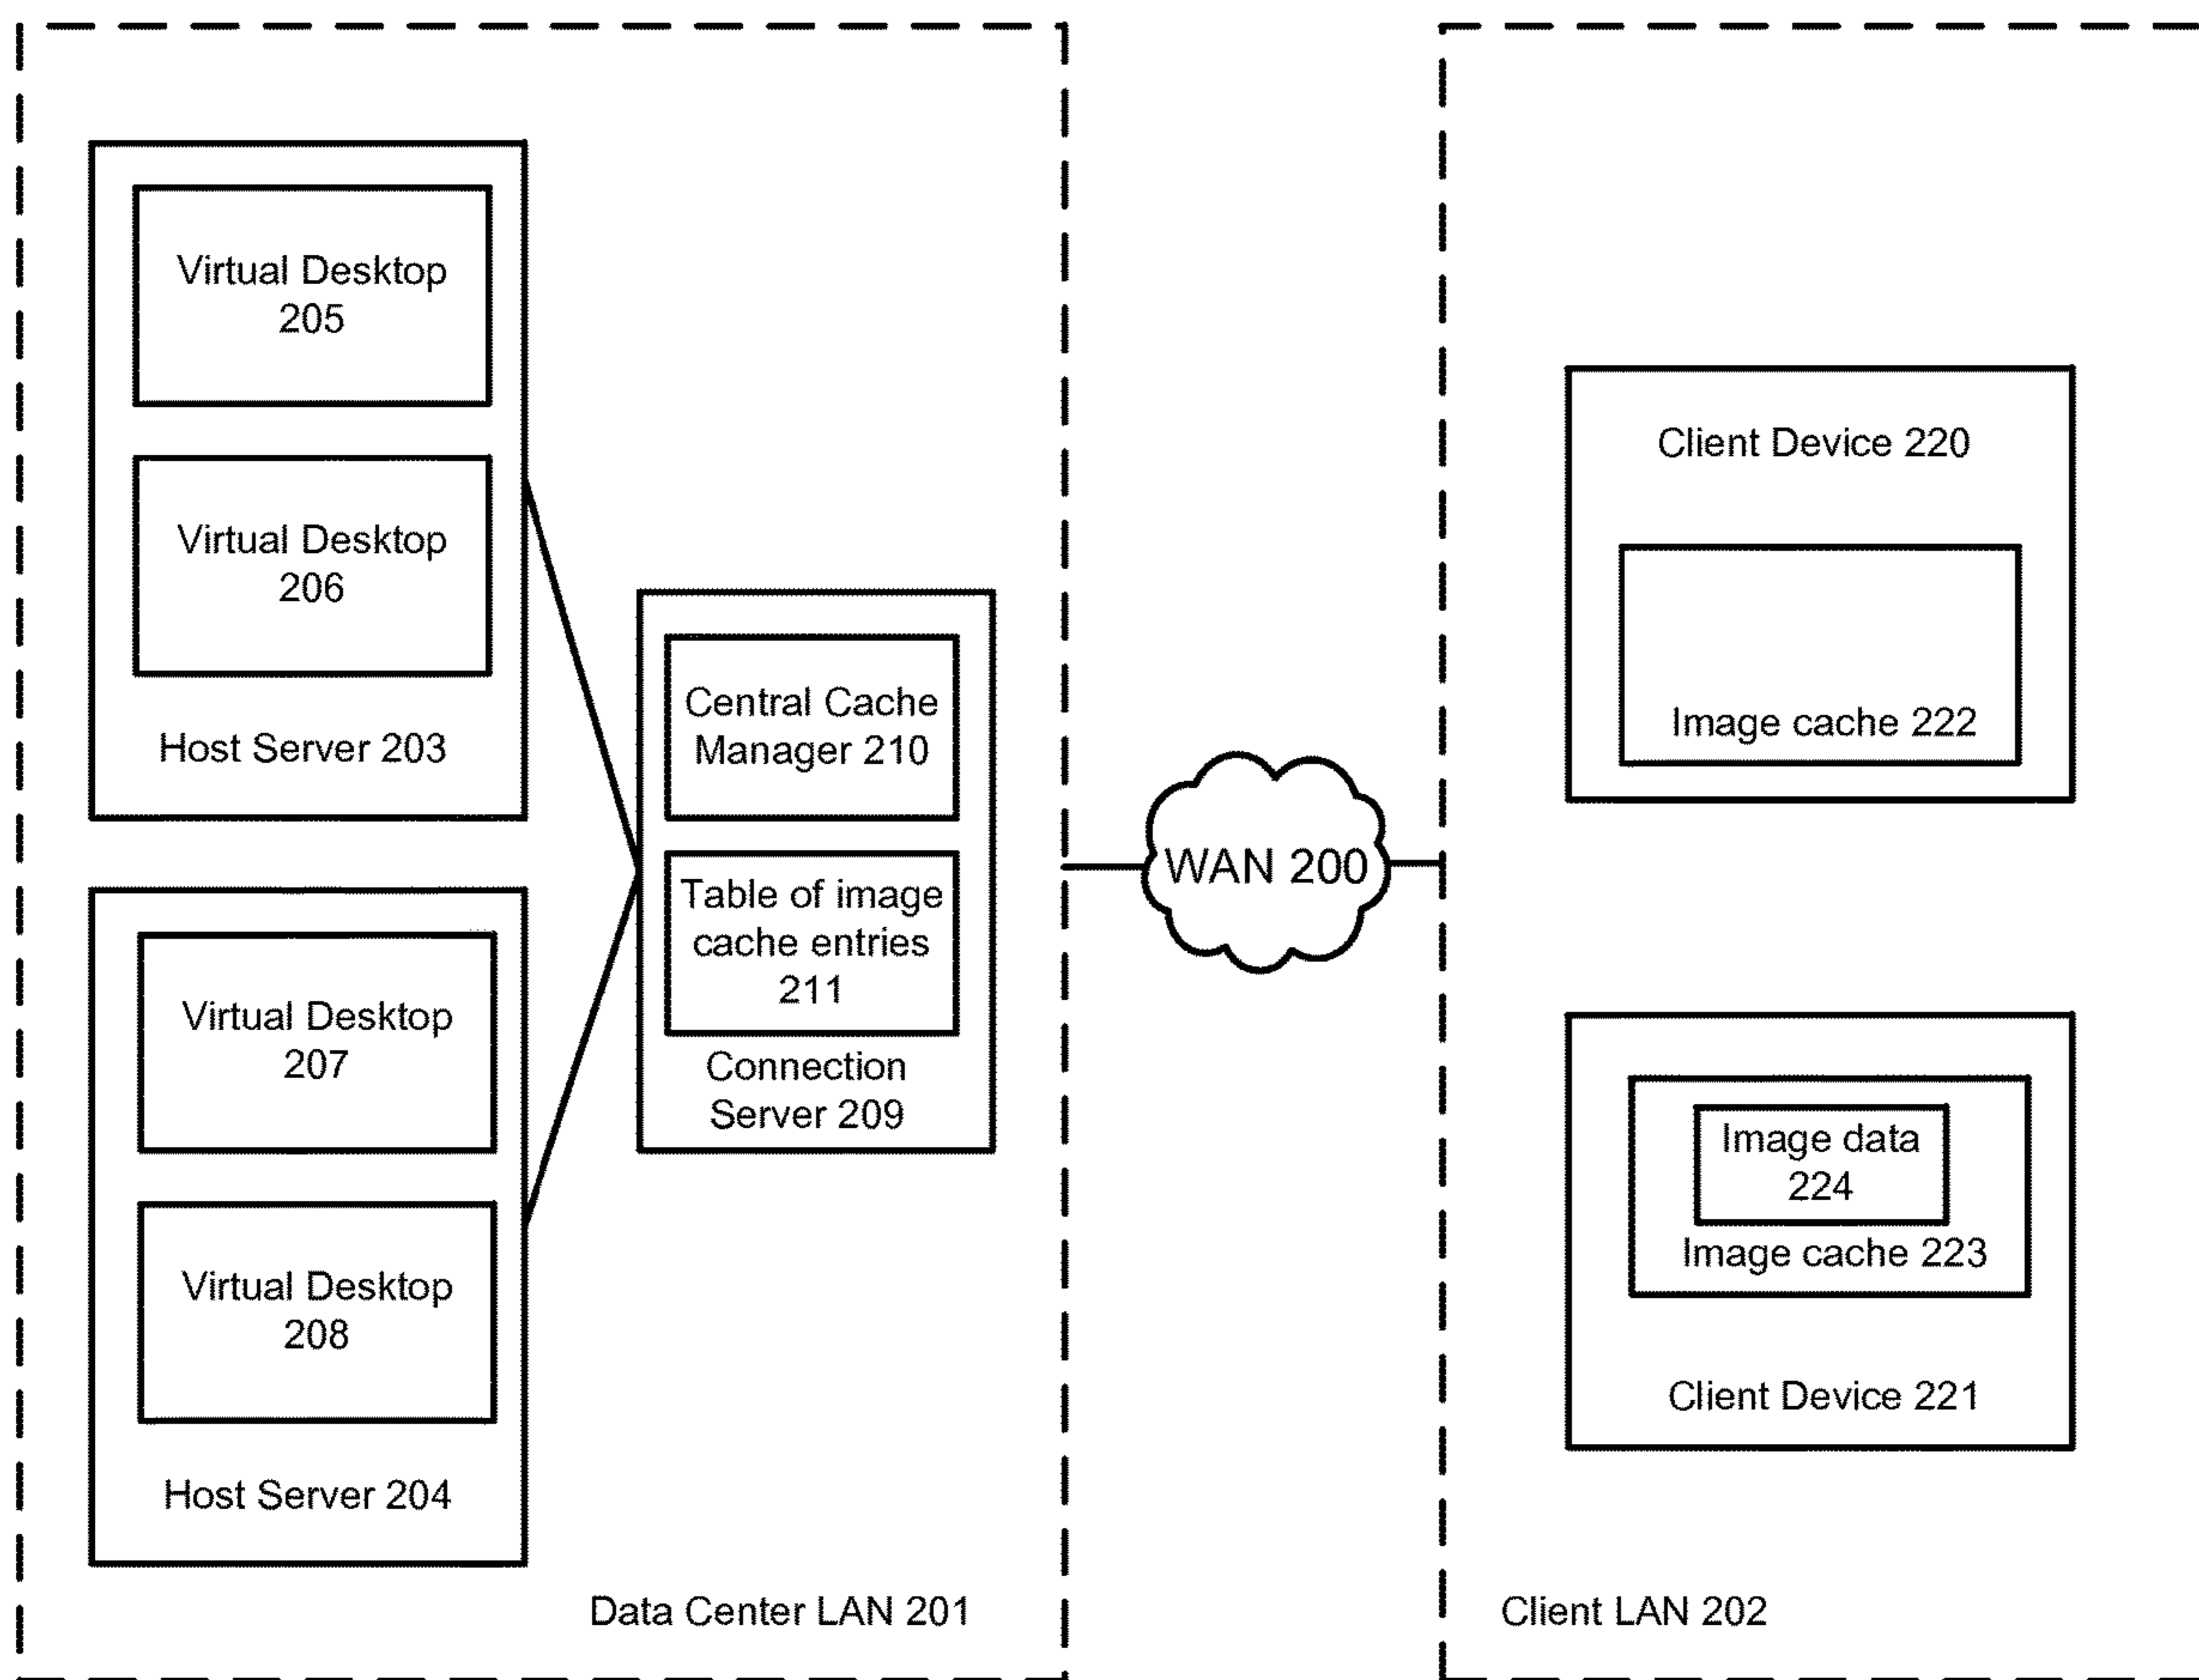 Virtual Desktop
205
Virtual Desktop
206
Host Server 203
Virtual Desktop
207
Virtual Desktop
208
Host Server 204
Central Cache
Manager 210
Table of image
cache entries
211
Connection
Server 209
Data Center LAN 201
WAN 200
Client Device 220
Image cache 222
Image data
224
Image cache 223
Client Device 221
Client LAN 202